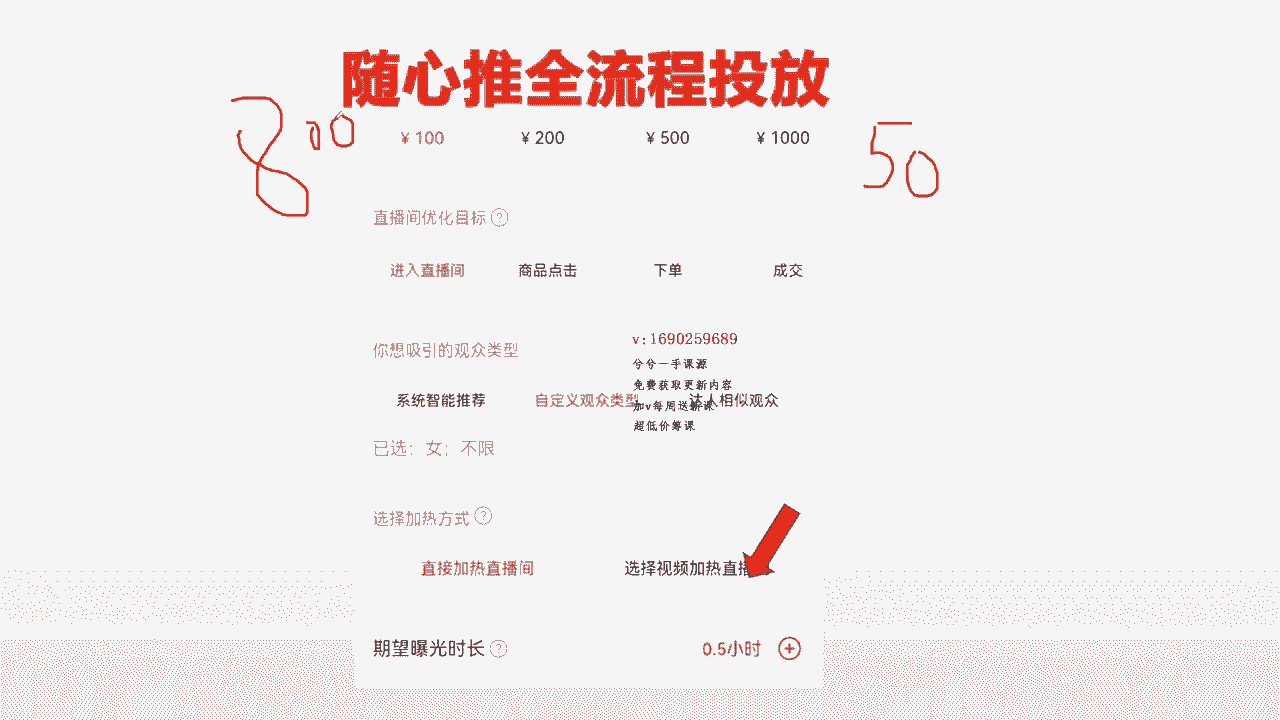 随心推全流程投放
800 ¥ 100 ¥ 200 ¥ 500 ¥ 1000 50
直播间优化目标 ?
进入直播间 商品点击 下单 成交
v:1690259689
你想吸引的观众类型
兮兮一手课源
免费获取更新内容
系统智能推荐 自定义观众类型 达人相似观众
加v每周送新课
超低价筹课
已选：女；不限
选择加热方式 ?
直接加热直播间 选择视频加热直播
期望曝光时长 ? 0.5小时 +